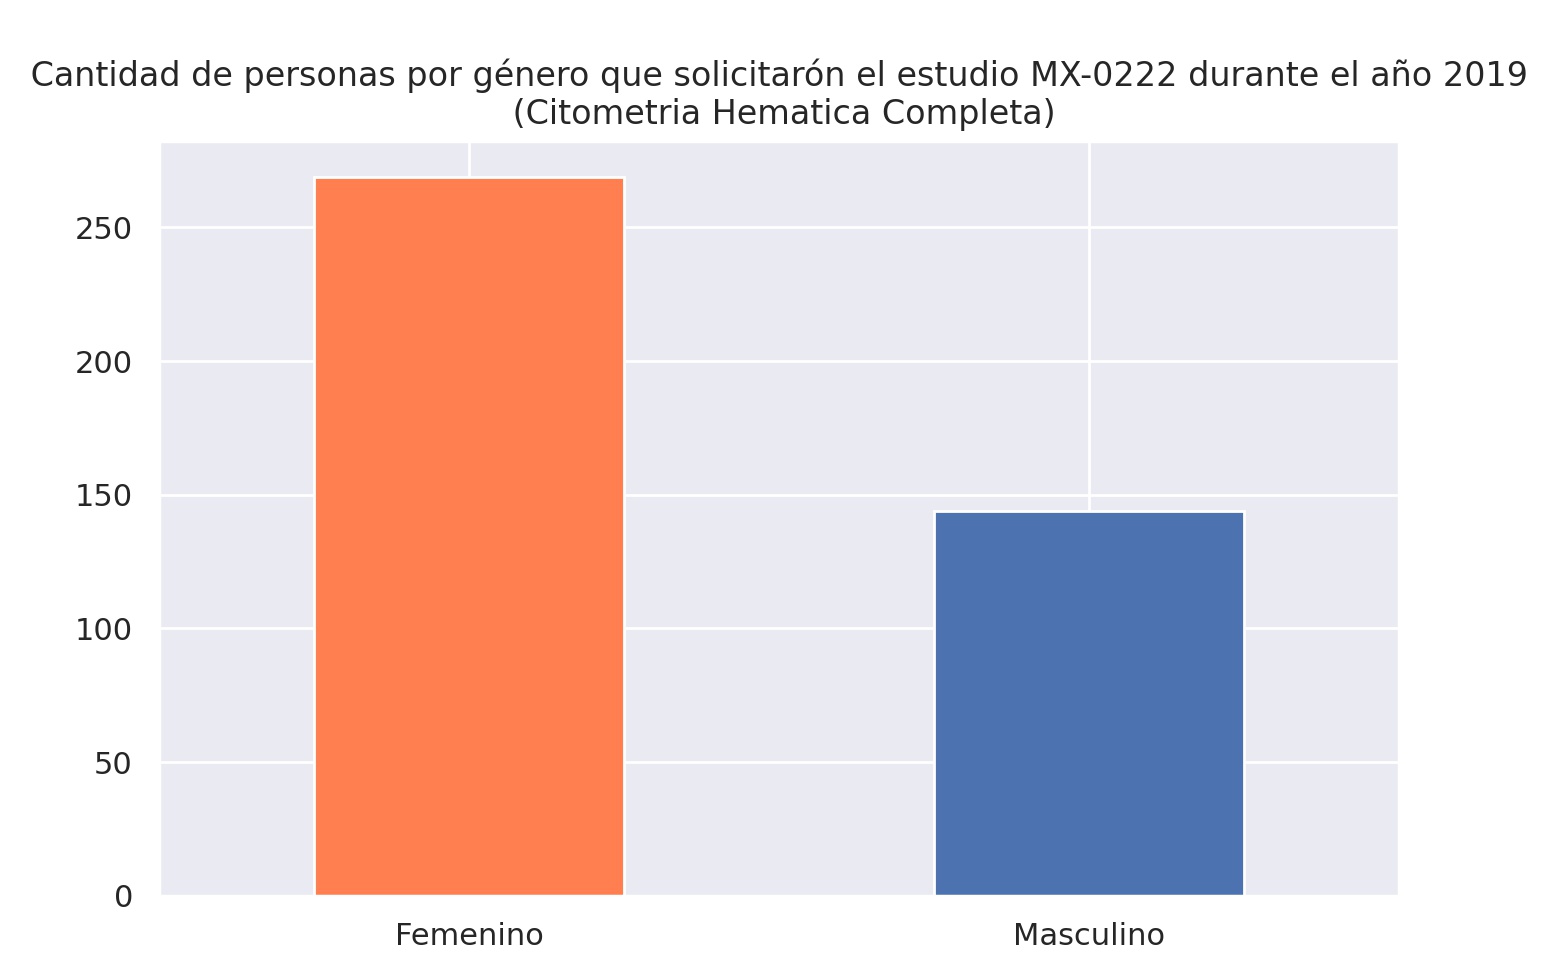 Cantidad de personas por género que solicitarón el estudio MX-0222 durante el año 2019
(Citometria Hematica Completa)
250
200
150
100
50
0
Femenino
Masculino